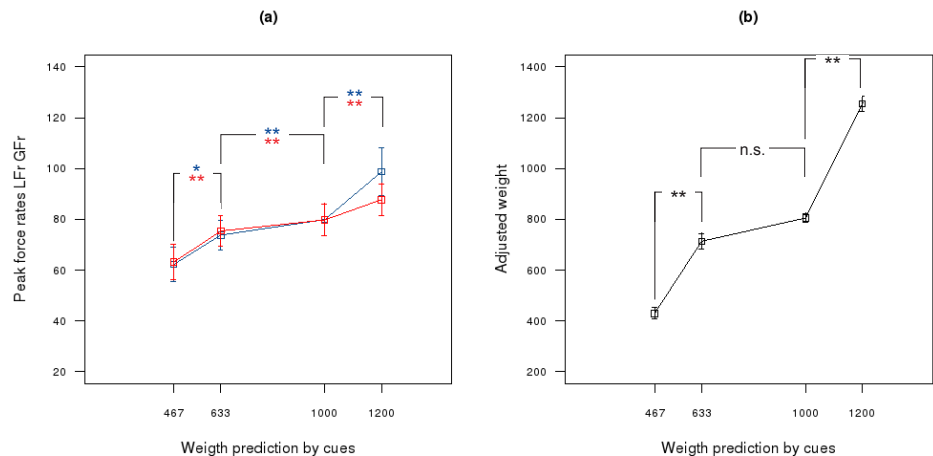 (a)
Peak force rates LFr GFr
140
120
100
80
60
40
20
*
**
**
**
**
**
467 633 1000 1200
Weigth prediction by cues
(b)
Adjusted weight
1400
1200
1000
800
600
400
200
**
n.s.
**
467 633 1000 1200
Weigth prediction by cues